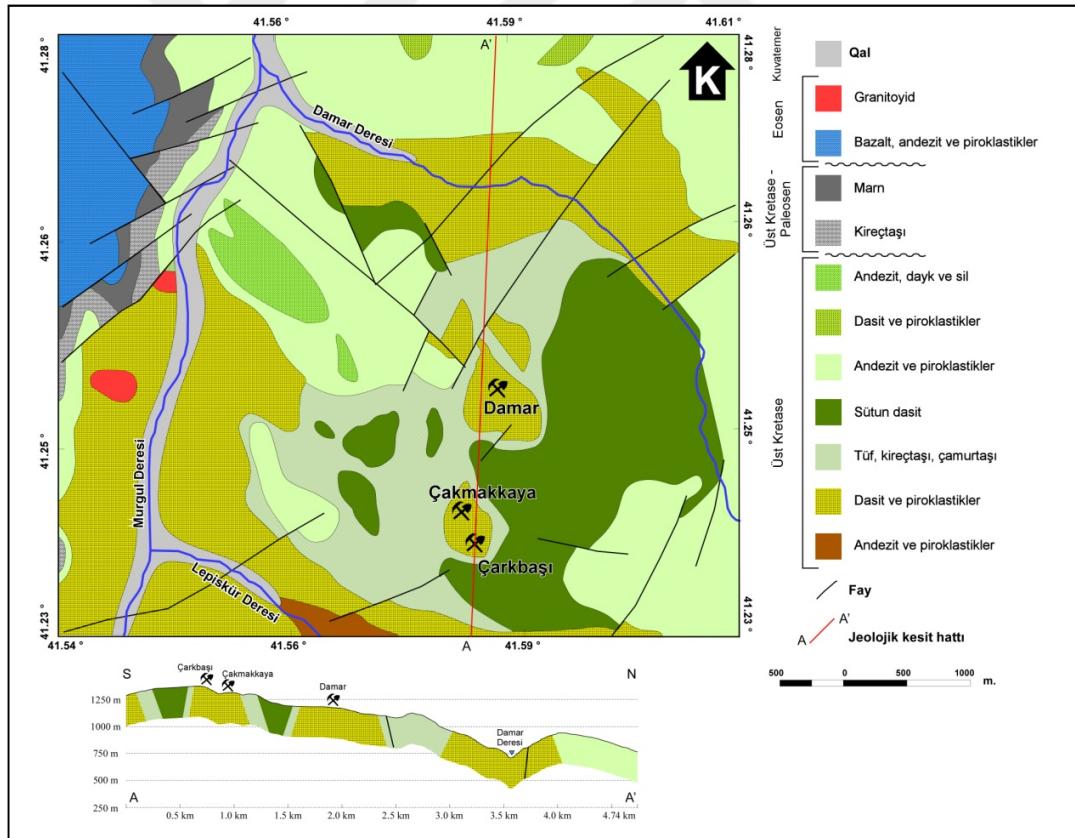 41.56 °
41.59 °
41.61 °
A'
41.28 °
41.28 °
K
Damar Deresi
41.26 °
41.26 °
Damar
41.25 °
41.25 °
Çakmakkaya
Murgul Deresi
Çarkbaşı
Lepiskür Deresi
41.23 °
41.23 °
41.54 °
41.56 °
A
41.59 °
Kuvaterner
Qal
Eosen
Granitoyid
Bazalt, andezit ve piroklastikler
Üst Kretase - Paleosen
Marn
Kireçtaşı
Üst Kretase
Andezit, dayk ve sil
Dasit ve piroklastikler
Andezit ve piroklastikler
Sütun dasit
Tüf, kireçtaşı, çamurtaşı
Dasit ve piroklastikler
Andezit ve piroklastikler
Fay
A'
A
Jeolojik kesit hattı
500 0 500 1000 m.
S
Çarkbaşı
Çakmakkaya
Damar
N
1250 m
1000 m
750 m
500 m
250 m
Damar
Deresi
A
A'
0.5 km 1.0 km 1.5 km 2.0 km 2.5 km 3.0 km 3.5 km 4.0 km 4.74 km